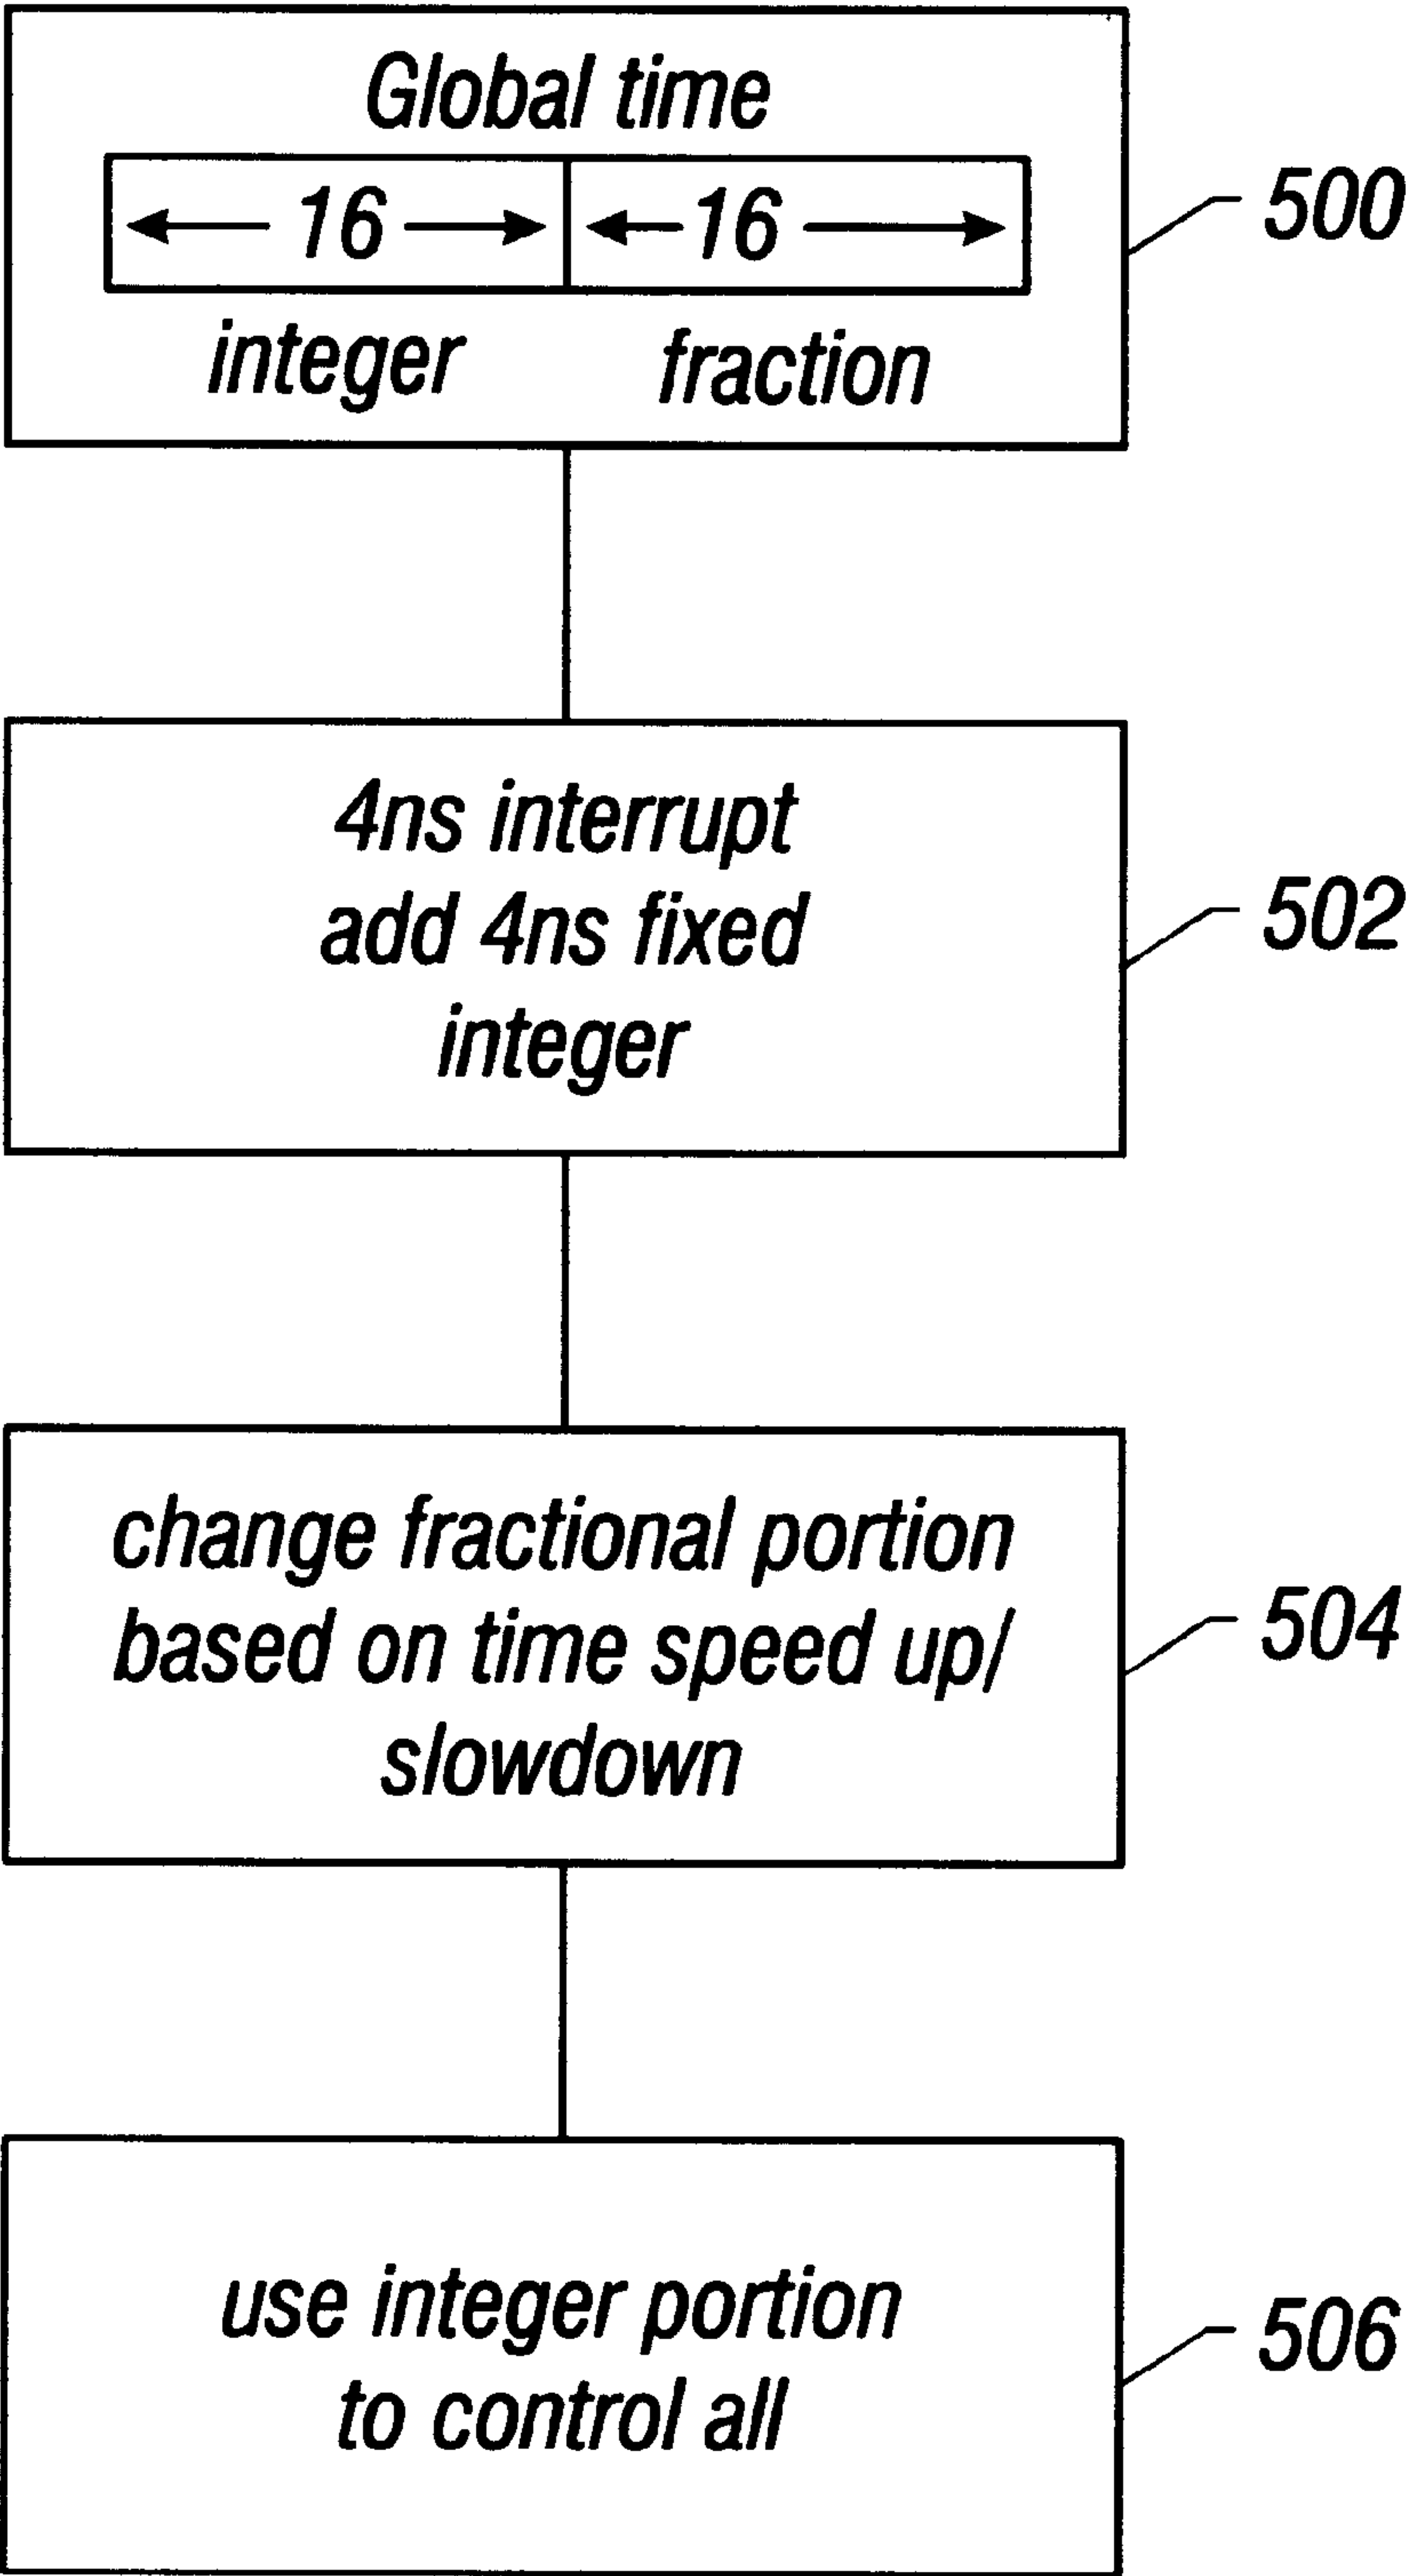 Global time
16 16
integer fraction
500
4ns interrupt
add 4ns fixed
integer
502
change fractional portion
based on time speed up/
slowdown
504
use integer portion
to control all
506